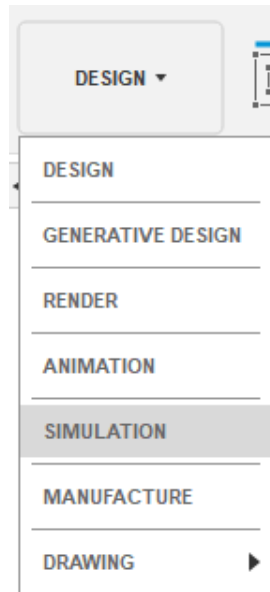 DESIGN
DESIGN
GENERATIVE DESIGN
RENDER
ANIMATION
SIMULATION
MANUFACTURE
DRAWING